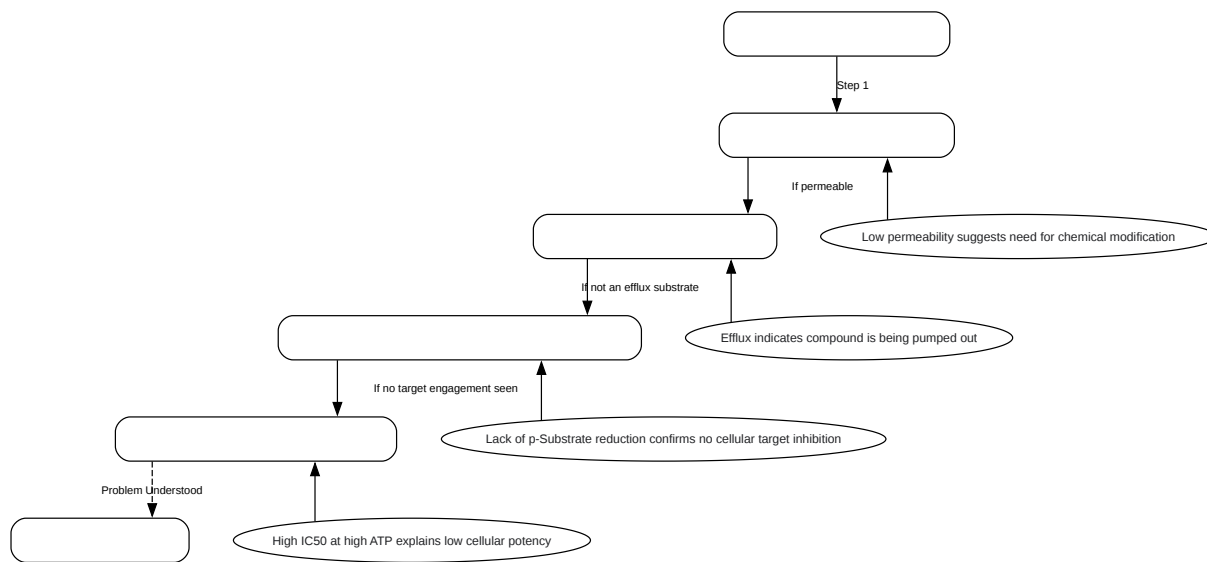 Step 1
If permeable
Low permeability suggests need for chemical modification
If not an efflux substrate
Efflux indicates compound is being pumped out
If no target engagement seen
Lack of p-Substrate reduction confirms no cellular target inhibition
Problem Understood
High IC50 at high ATP explains low cellular potency